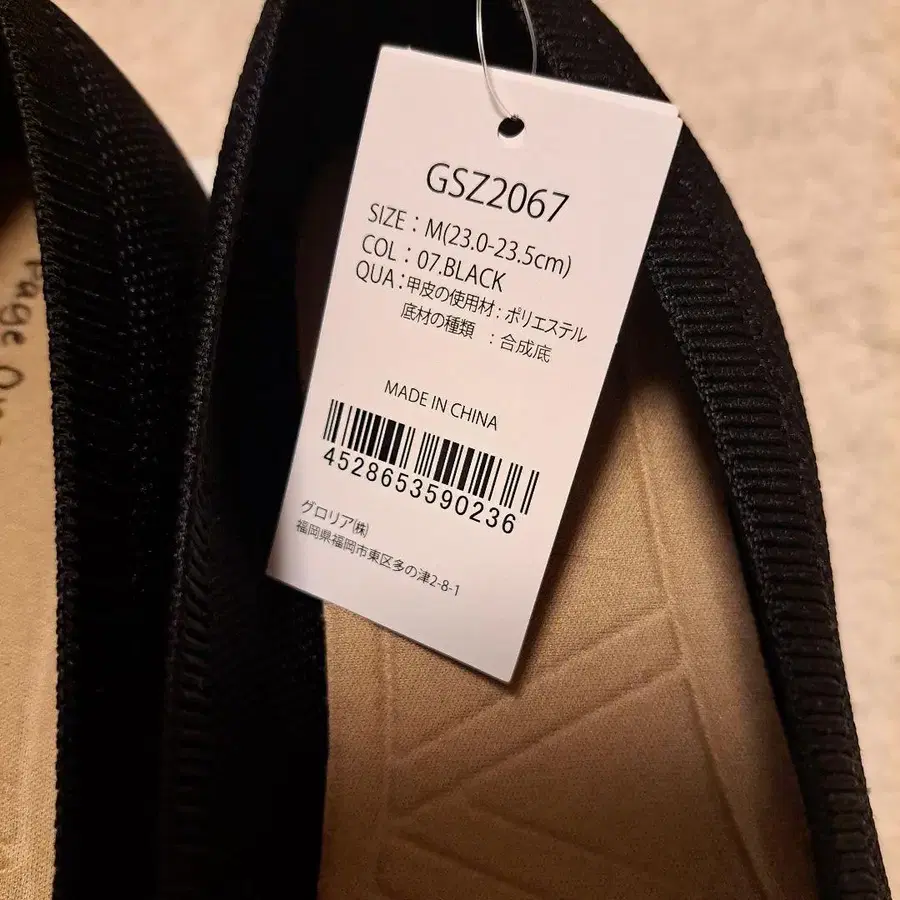 GSZ2067
SIZE : M(23.0-23.5cm)
COL : 07.BLACK
QUA : 甲皮の使用材 : ポリエステル
底材の種類 : 合成底
MADE IN CHINA
4528653590236
グロリア㈱
福岡県福岡市東区多の津2-8-1
Page